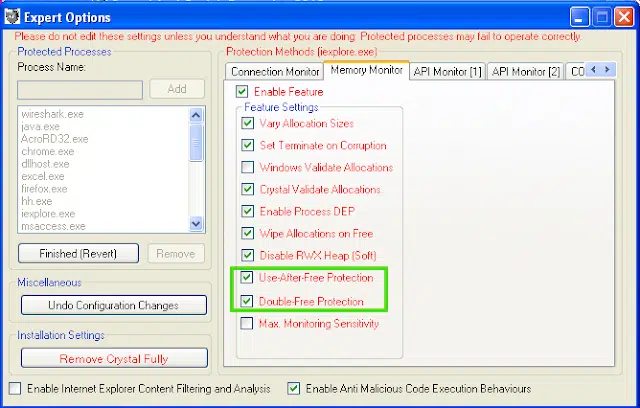 Expert Options
Please do not edit these settings unless you understand what you are doing: Protected processes may fail to operate correctly.
Protected Processes
Process Name:
Add
wireshark.exe
java.exe
AcroRD32.exe
chrome.exe
dllhost.exe
excel.exe
firefox.exe
hh.exe
iexplore.exe
msaccess.exe
Finished (Revert)
Remove
Miscellaneous
Undo Configuration Changes
Installation Settings
Remove Crystal Fully
Protection Methods (iexplore.exe)
Connection Monitor
Memory Monitor
API Monitor [1]
API Monitor [2]
CO
Enable Feature
Feature Settings
Vary Allocation Sizes
Set Terminate on Corruption
Windows Validate Allocations
Crystal Validate Allocations
Enable Process DEP
Wipe Allocations on Free
Disable RWX Heap (Soft)
Use-After-Free Protection
Double-Free Protection
Max. Monitoring Sensitivity
Enable Internet Explorer Content Filtering and Analysis
Enable Anti Malicious Code Execution Behaviours